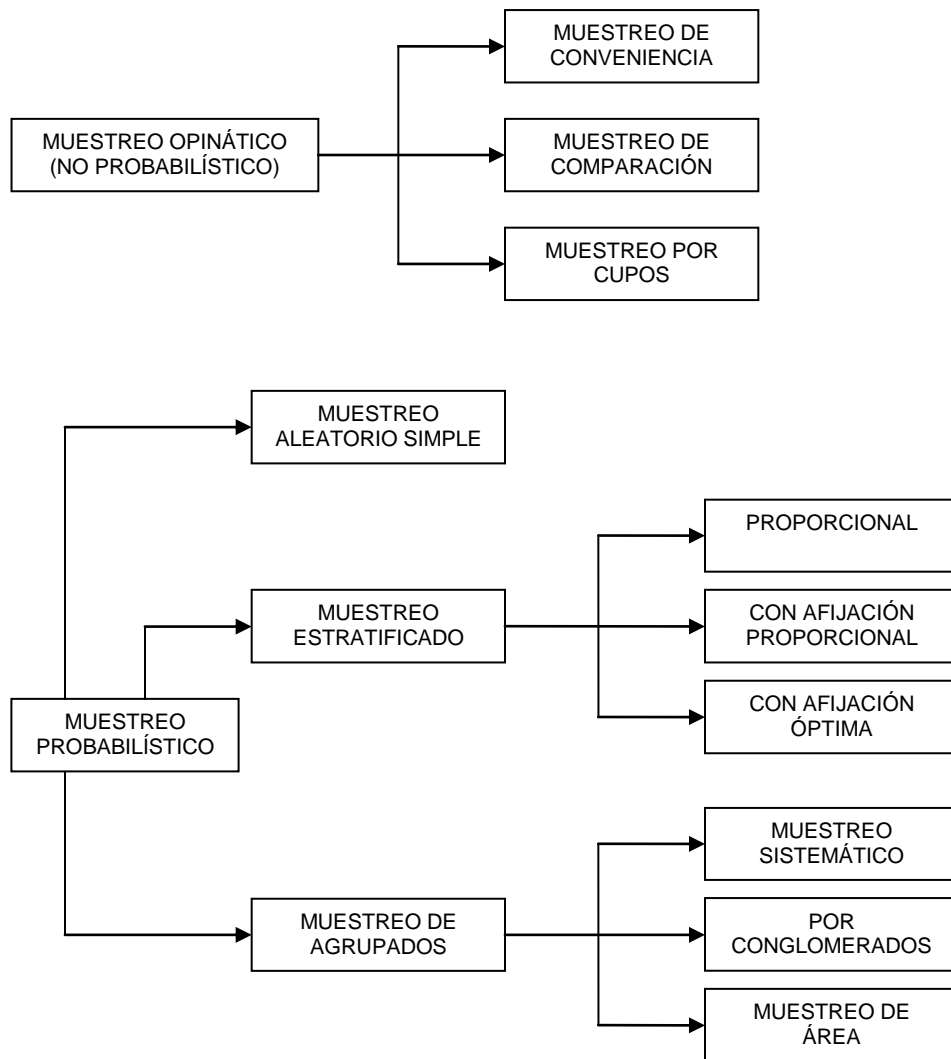 MUESTREO DE
CONVENIENCIA
MUESTREO OPINÁTICO
(NO PROBABILÍSTICO)
MUESTREO DE
COMPARACIÓN
MUESTREO POR
CUPOS
MUESTREO
ALEATORIO SIMPLE
PROPORCIONAL
MUESTREO
ESTRATIFICADO
CON AFIJACIÓN
PROPORCIONAL
CON AFIJACIÓN
ÓPTIMA
MUESTREO
PROBABILÍSTICO
MUESTREO
SISTEMÁTICO
MUESTREO DE
AGRUPADOS
POR
CONGLOMERADOS
MUESTREO DE
ÁREA